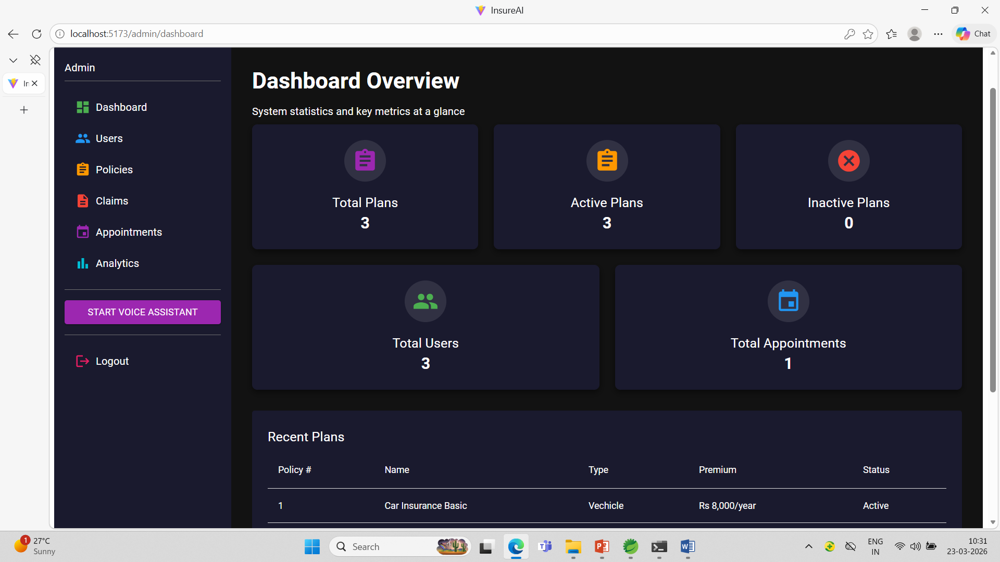 InsureAI
localhost:5173/admin/dashboard
Chat
In
Admin
Dashboard
Users
Policies
Claims
Appointments
Analytics
START VOICE ASSISTANT
Logout
Dashboard Overview
System statistics and key metrics at a glance
Total Plans
3
Active Plans
3
Inactive Plans
0
Total Users
3
Total Appointments
1
Recent Plans
Policy # Name Type Premium Status
1 Car Insurance Basic Vechicle Rs 8,000/year Active
1
27°C
Sunny
Search
ENG
IN
10:31
23-03-2026